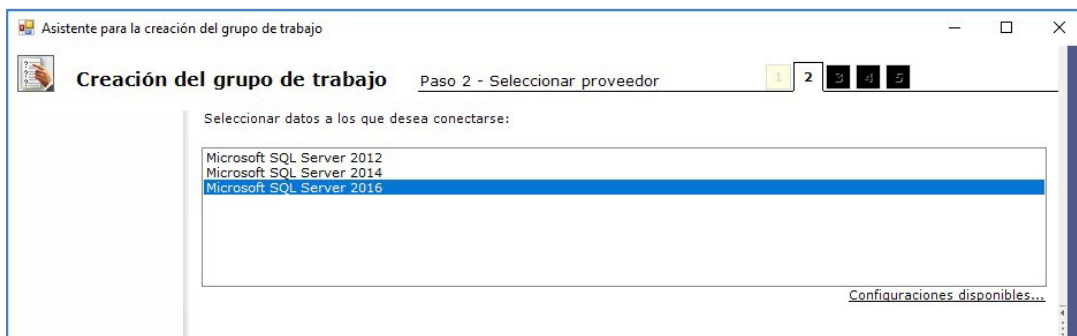 Asistente para la creación del grupo de trabajo
Creación del grupo de trabajo
Paso 2 - Seleccionar proveedor
1 2 3 4 5
Seleccionar datos a los que desea conectarse:
Microsoft SQL Server 2012
Microsoft SQL Server 2014
Microsoft SQL Server 2016
Configuraciones disponibles...